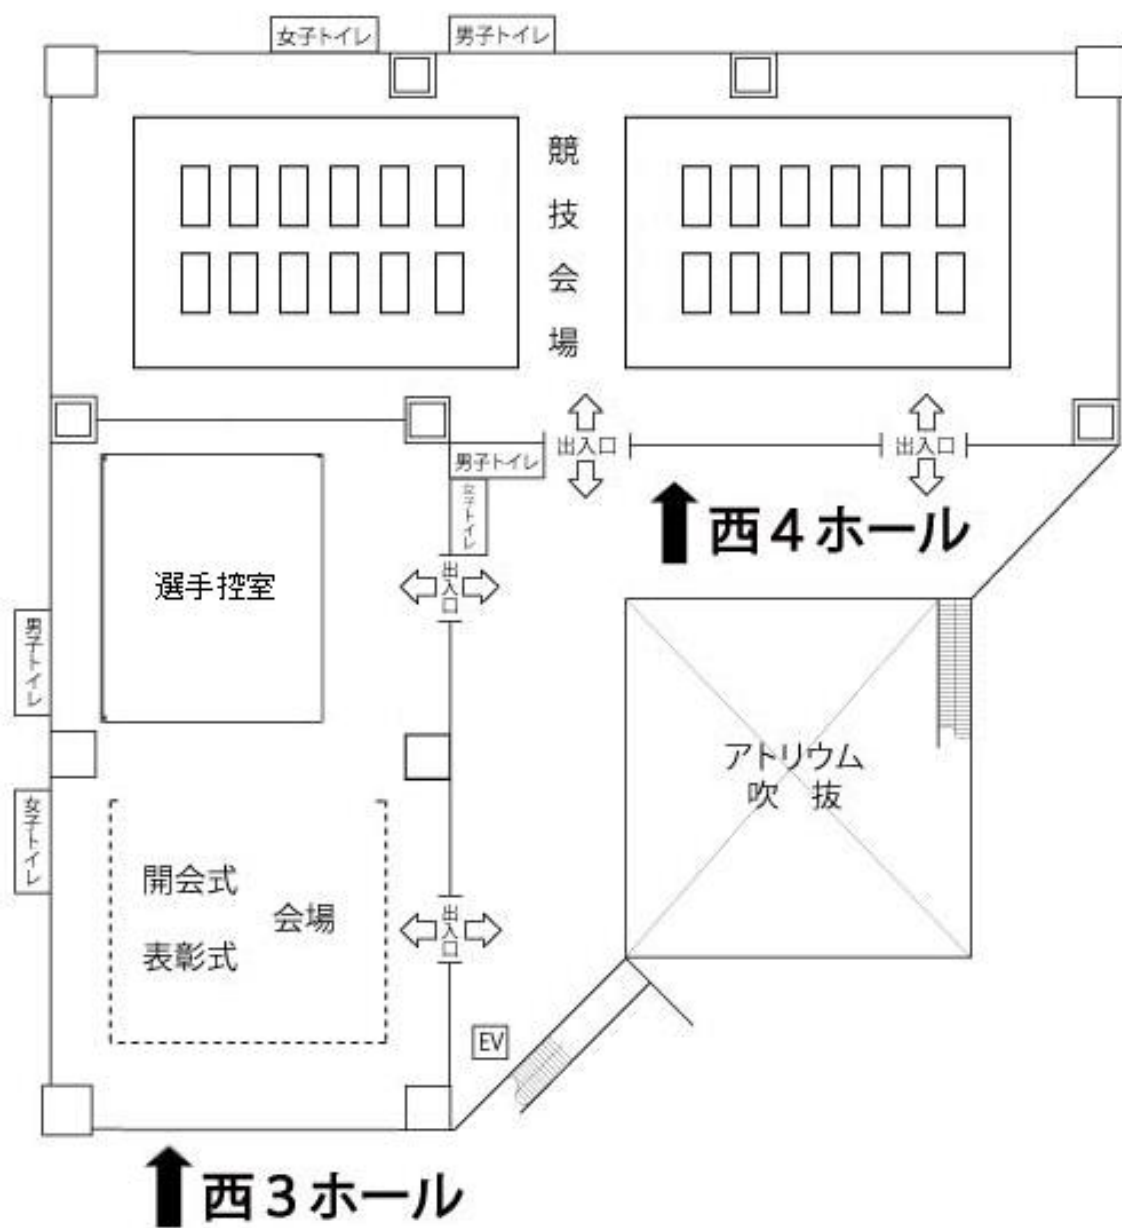 女子トイレ
男子トイレ
競技会場
出入口
出入口
男子トイレ
女子トイレ
西４ホール
選手控室
出入口
男子トイレ
アトリウム
吹　抜
女子トイレ
開会式
会場
表彰式
出入口
EV
西３ホール